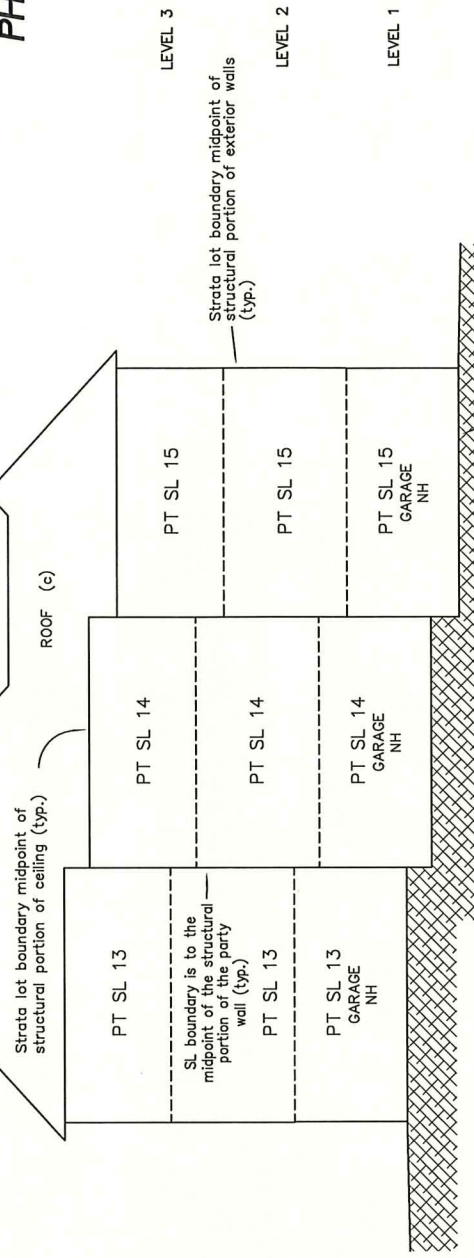 PH
LEVEL 3
LEVEL 2
LEVEL 1
Strata lot boundary midpoint of
structural portion of exterior walls
(typ.)
ROOF (c)
Strata lot boundary midpoint of
structural portion of ceiling (typ.)
PT SL 13
SL boundary is to the
midpoint of the structural
portion of the party
wall (typ.)
PT SL 13
PT SL 13
GARAGE
NH
PT SL 14
PT SL 14
PT SL 14
GARAGE
NH
PT SL 15
PT SL 15
PT SL 15
GARAGE
NH